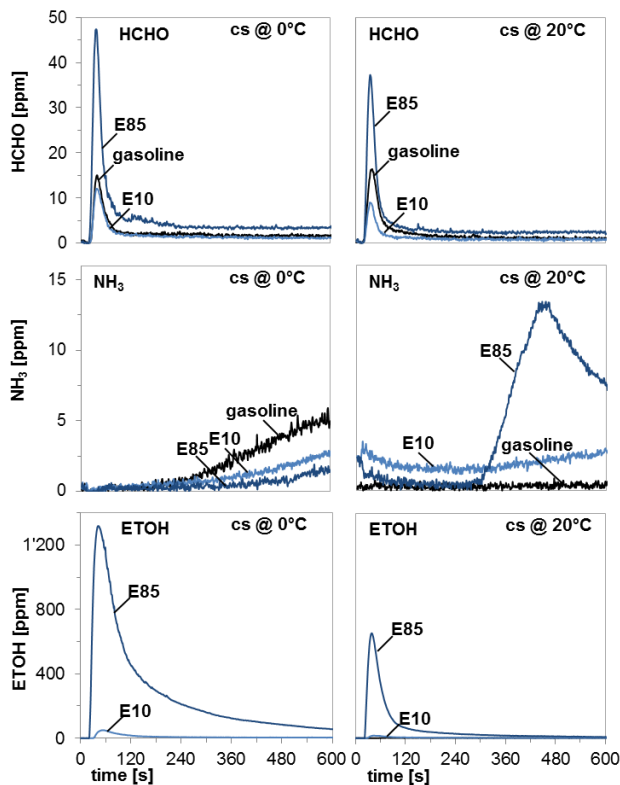 HCHO cs @ 0°C
HCHO cs @ 20°C
HCHO [ppm]
50
40
30
20
10
0
E85
gasoline
E10
E85
gasoline
E10
NH₃ cs @ 0°C
NH₃ cs @ 20°C
NH₃ [ppm]
15
10
5
0
gasoline
E85
E10
E85
E10
gasoline
ETOH cs @ 0°C
ETOH cs @ 20°C
ETOH [ppm]
1'200
800
400
0
E85
E10
E85
E10
0 120 240 360 480 600
time [s]
0 120 240 360 480 600
time [s]